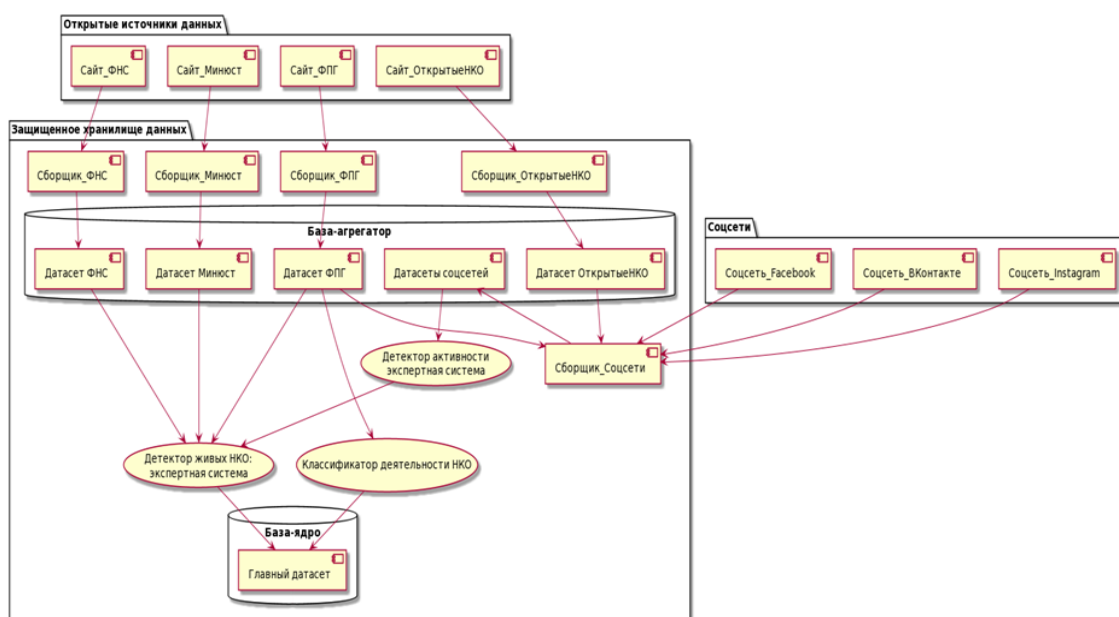 Открытые источники данных
Сайт_ФНС
Сайт_Минюст
Сайт_ФПГ
Сайт_ОткрытыеНКО
Защищенное хранилище данных
Сборщик_ФНС
Сборщик_Минюст
Сборщик_ФПГ
Сборщик_ОткрытыеНКО
База-агрегатор
Датасет ФНС
Датасет Минюст
Датасет ФПГ
Датасеты соцсетей
Датасет ОткрытыеНКО
Соцсети
Соцсеть_Facebook
Соцсеть_ВКонтакте
Соцсеть_Instagram
Детектор активности
экспертная система
Сборщик_Соцсети
Детектор живых НКО:
экспертная система
Классификатор деятельности НКО
База-ядро
Главный датасет